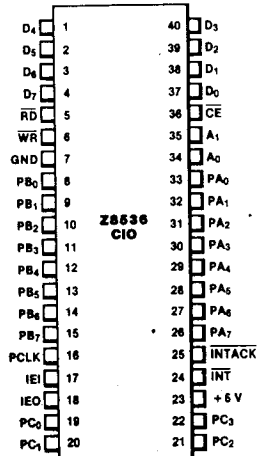 D4 1 40 D3
D5 2 39 D2
D6 3 38 D1
D7 4 37 D0
RD 5 36 CE
WR 6 35 A1
GND 7 34 A0
PB0 8 33 PA0
PB1 9 32 PA1
PB2 10 31 PA2
PB3 11 30 PA3
PB4 12 29 PA4
PB5 13 28 PA5
PB6 14 27 PA6
PB7 15 26 PA7
PCLK 16 25 INTACK
IEI 17 24 INT
IEO 18 23 +5 V
PC0 19 22 PC3
PC1 20 21 PC2
Z8536
CIO